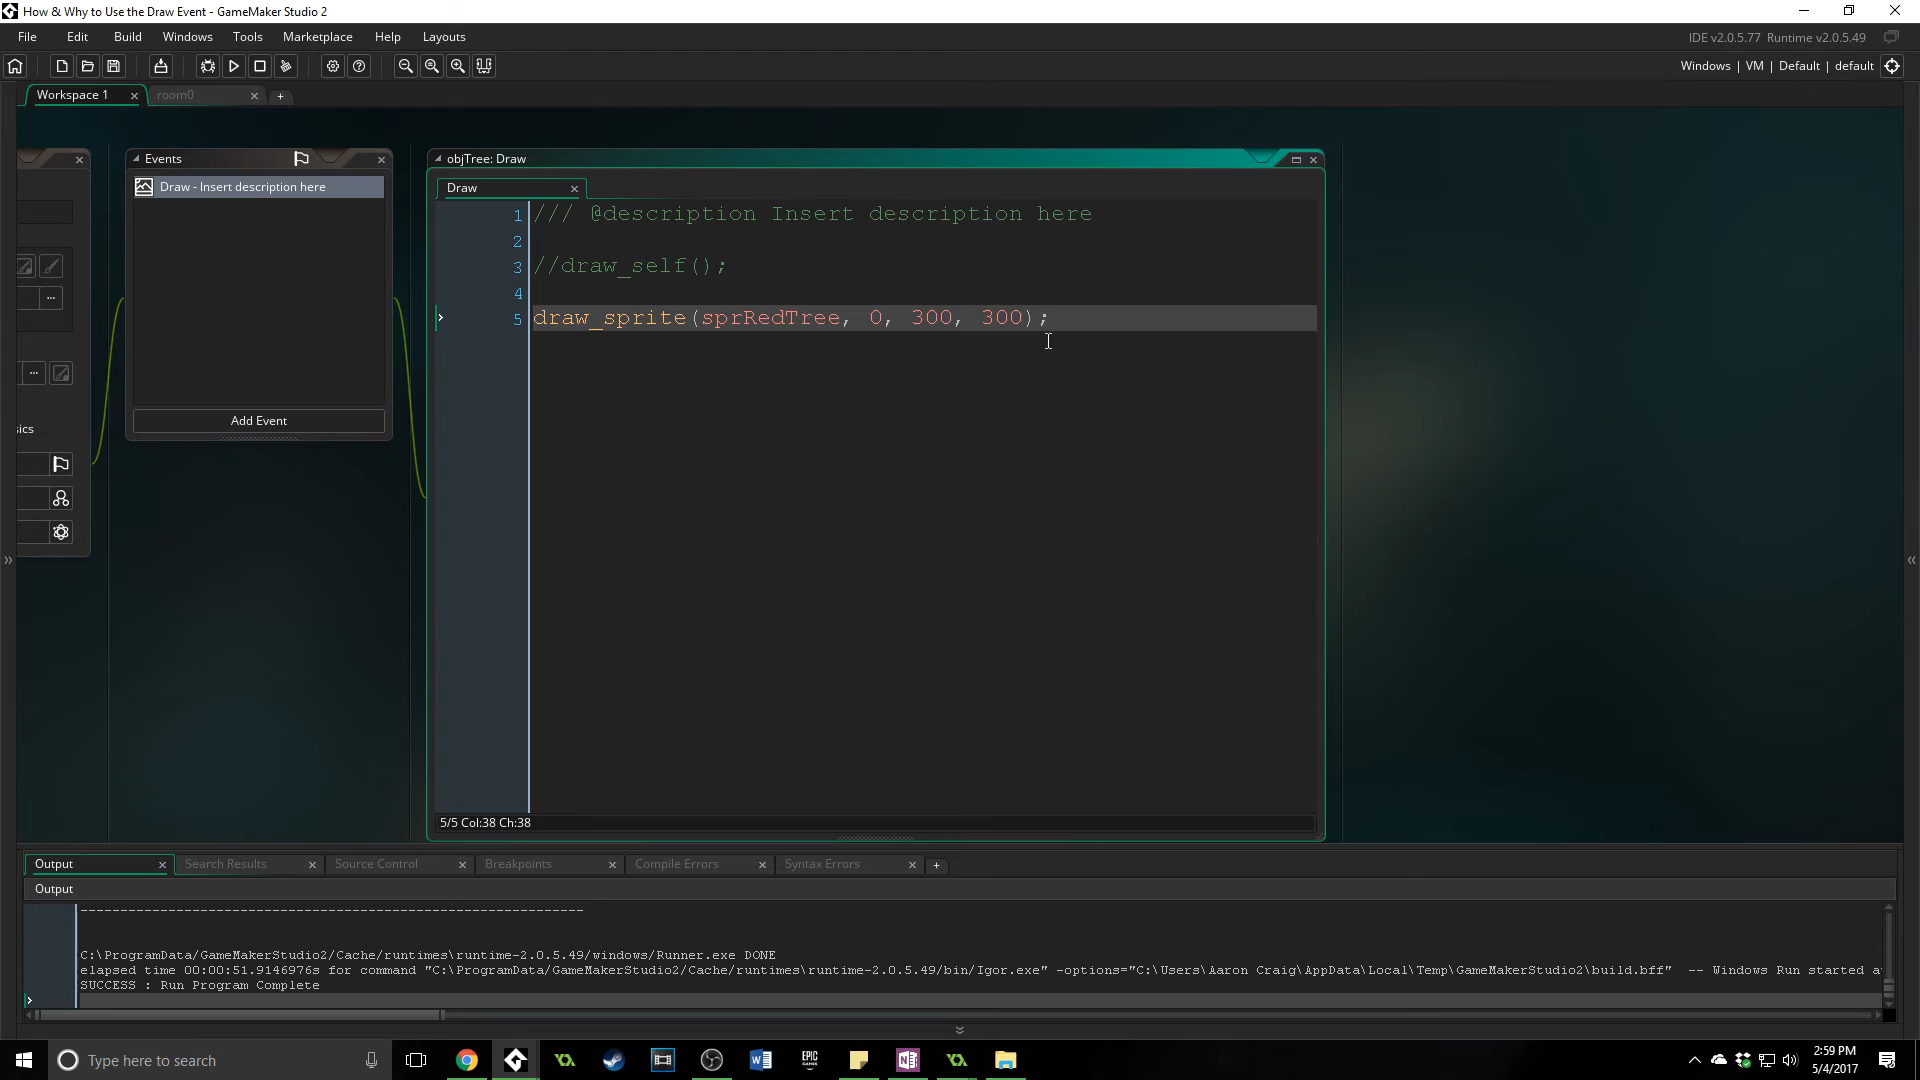 How & Why to Use the Draw Event - GameMaker Studio 2
File Edit Build Windows Tools Marketplace Help Layouts
IDE v2.0.5.77 Runtime v2.0.5.49
Windows | VM | Default | default
Workspace 1
room0
Events
Draw - Insert description here
Add Event
sics
objTree: Draw
Draw
1 /// @description Insert description here
2
3 //draw_self();
4
5 draw_sprite(sprRedTree, 0, 300, 300);
5/5 Col:38 Ch:38
Output Search Results Source Control Breakpoints Compile Errors Syntax Errors
Output
C:\ProgramData/GameMakerStudio2/Cache/runtimes\runtime-2.0.5.49/windows/Runner.exe DONE
elapsed time 00:00:51.9146976s for command "C:\ProgramData/GameMakerStudio2/Cache/runtimes\runtime-2.0.5.49/bin/Igor.exe" -options="C:\Users\Aaron Craig\AppData\Local\Temp\GameMakerStudio2\build.bff" -- Windows Run started a
SUCCESS : Run Program Complete
Type here to search
EPIC GAMES
2:59 PM
5/4/2017